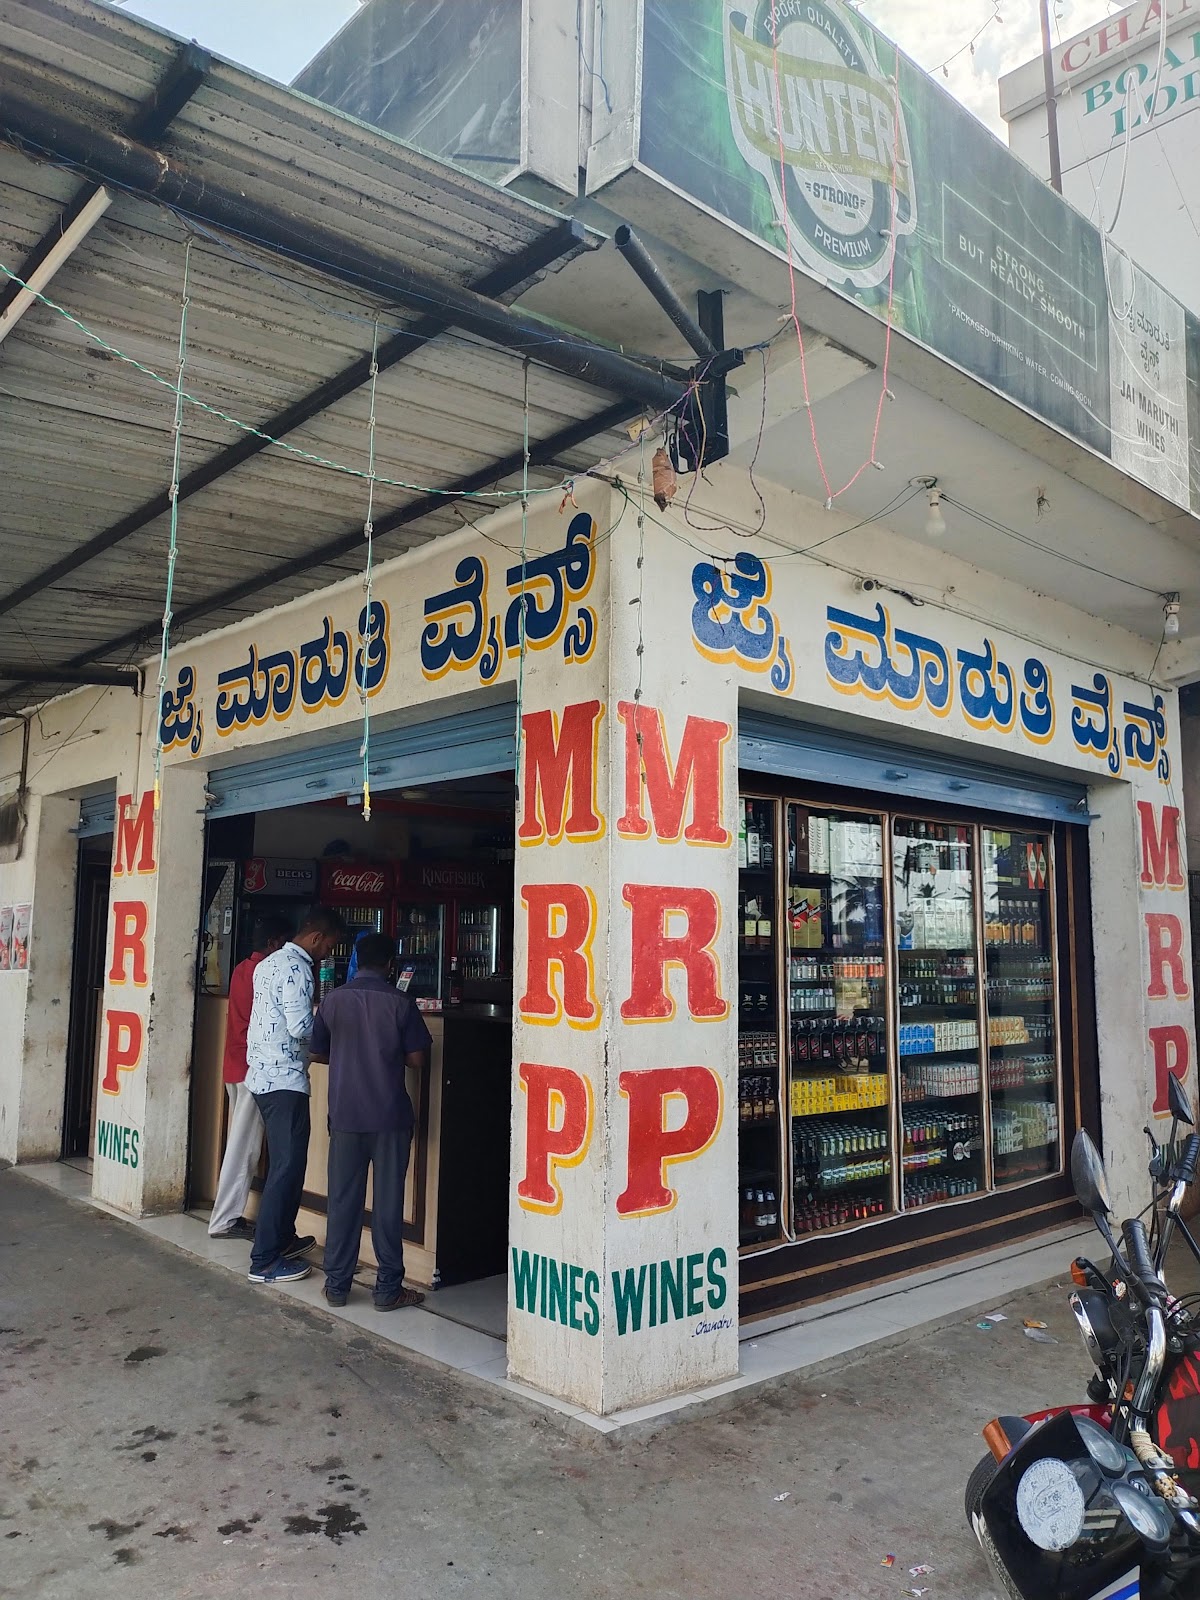 EXPORT QUALITY
HUNTER
STRONG
PREMIUM
STRONG
BUT REALLY SMOOTH
*PACKAGED DRINKING WATER. COMING SOON
ಜೈ ಮಾರುತಿ
ವೈನ್ಸ್
JAI MARUTHI
WINES
ಜೈ ಮಾರುತಿ ವೈನ್ಸ್
ಜೈ ಮಾರುತಿ ವೈನ್ಸ್
MRP
WINES
BECK'S
Coca-Cola
KINGFISHER
MRP
WINES
MRP
WINES
Chandru
MRP